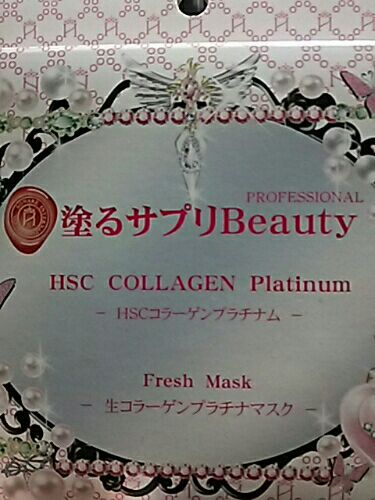 PROFESSIONAL
塗るサプリBeauty
HSC COLLAGEN Platinum
- HSCコラーゲンプラチナム -
Fresh Mask
- 生コラーゲンプラチナマスク -